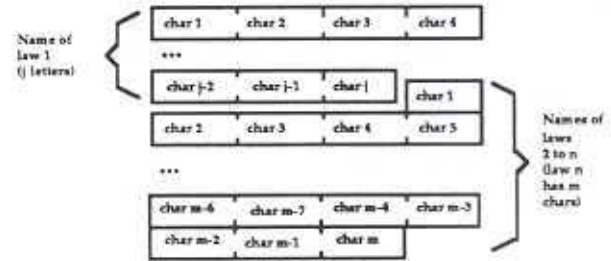 Name of
law 1
(j letters)
char 1 char 2 char 3 char 4
...
char j-2 char j-1 char j
char 1
char 2 char 3 char 4 char 5
...
char m-6 char m-7 char m-4 char m-3
char m-2 char m-1 char m
Names of
laws
2 to n
(law n
has m
chars)